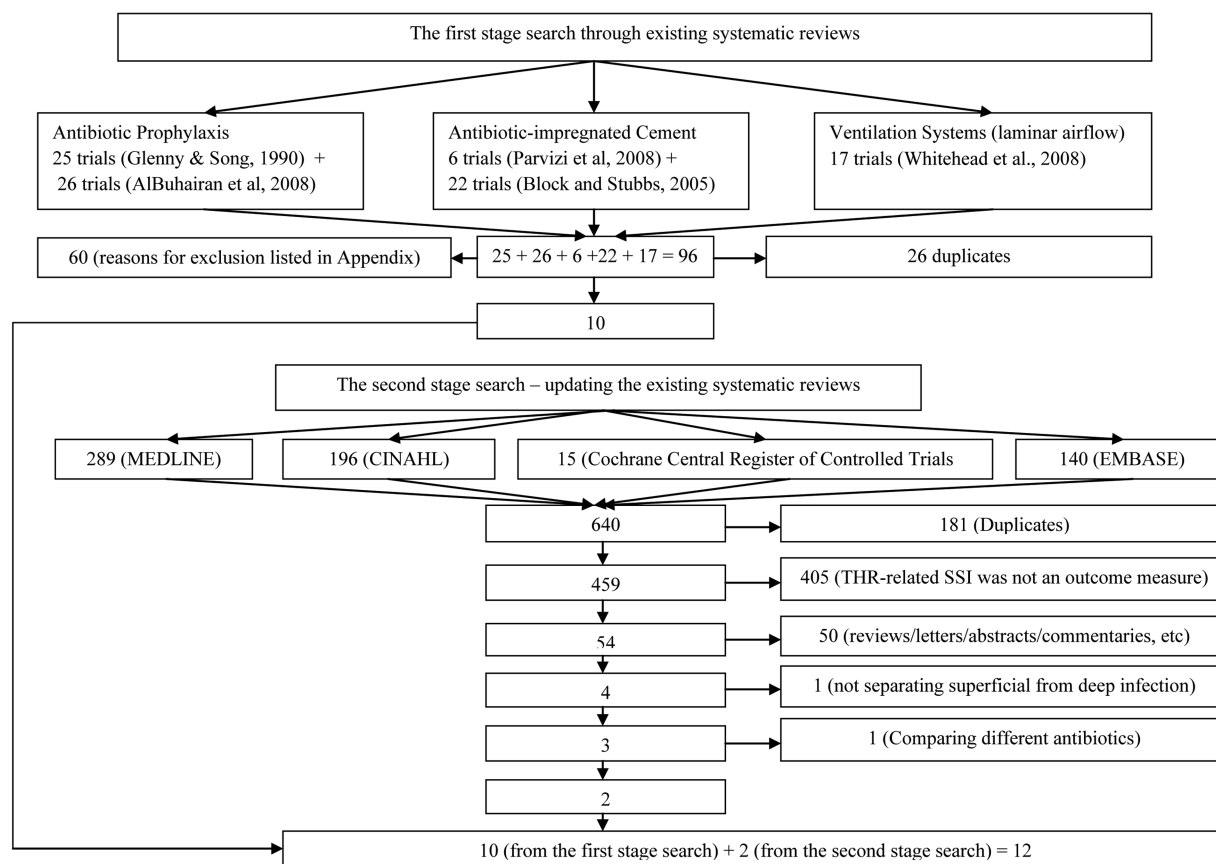 The first stage search through existing systematic reviews
Antibiotic Prophylaxis
25 trials (Glenny & Song, 1990) +
26 trials (AlBuhairan et al, 2008)
Antibiotic-impregnated Cement
6 trials (Parvizi et al, 2008) +
22 trials (Block and Stubbs, 2005)
Ventilation Systems (laminar airflow)
17 trials (Whitehead et al., 2008)
60 (reasons for exclusion listed in Appendix)
25 + 26 + 6 +22 + 17 = 96
26 duplicates
10
The second stage search – updating the existing systematic reviews
289 (MEDLINE)
196 (CINAHL)
15 (Cochrane Central Register of Controlled Trials
140 (EMBASE)
640
181 (Duplicates)
459
405 (THR-related SSI was not an outcome measure)
54
50 (reviews/letters/abstracts/commentaries, etc)
4
1 (not separating superficial from deep infection)
3
1 (Comparing different antibiotics)
2
10 (from the first stage search) + 2 (from the second stage search) = 12